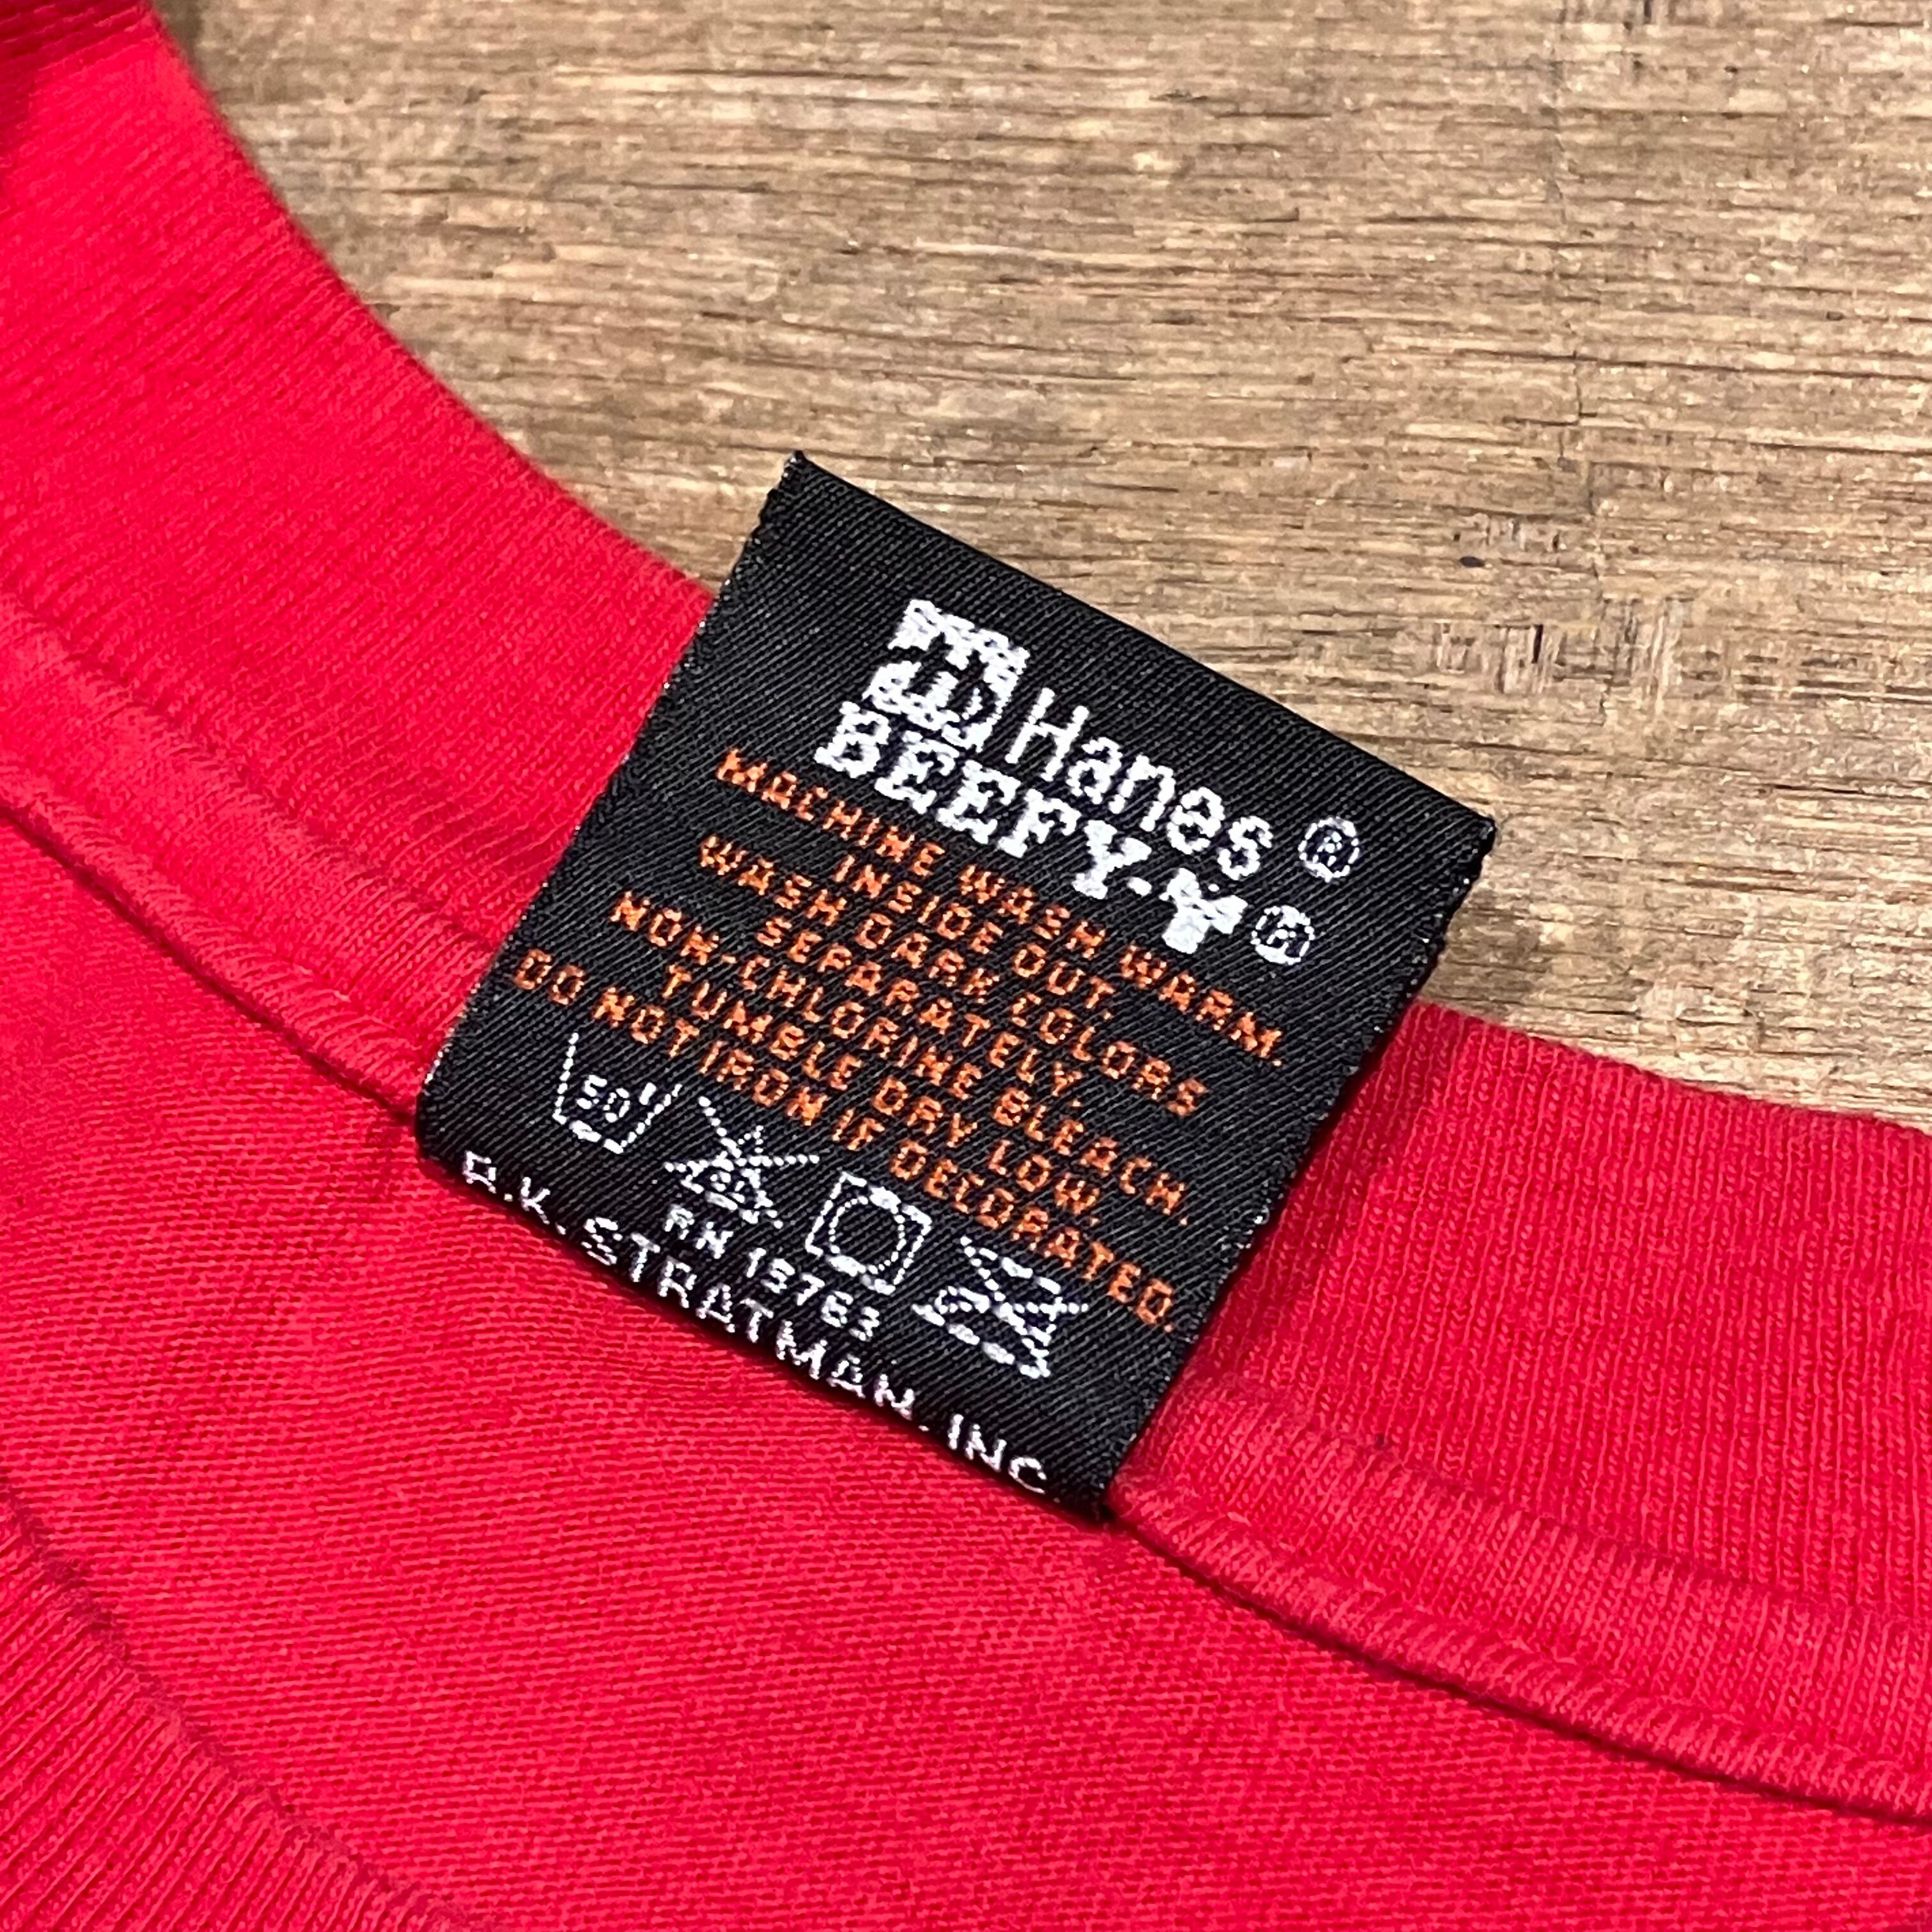 Hanes®
BEEFY-T®
MACHINE WASH WARM.
INSIDE OUT,
WASH DARK COLORS
SEPARATELY,
NON-CHLORINE BLEACH.
TUMBLE DRY LOW.
DO NOT IRON IF DECORATED.
50°
RN 15763
R.K. STRATMAN, INC.